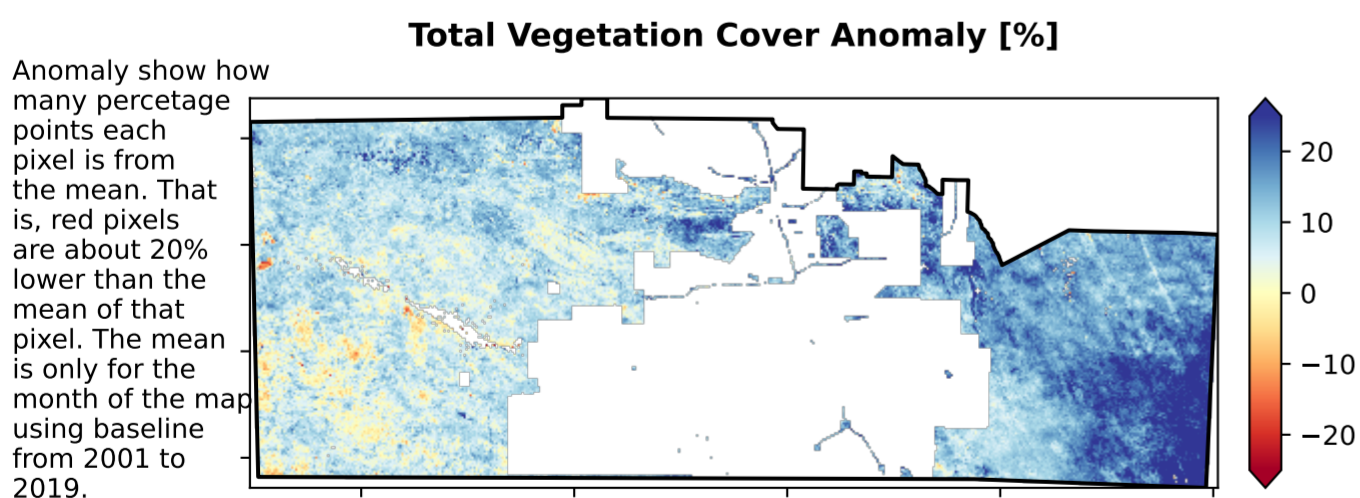 Total Vegetation Cover Anomaly [%]
Anomaly show how
many percetage
points each
pixel is from
the mean. That
is, red pixels
are about 20%
lower than the
mean of that
pixel. The mean
is only for the
month of the map
using baseline
from 2001 to
2019.
20
10
0
−10
−20